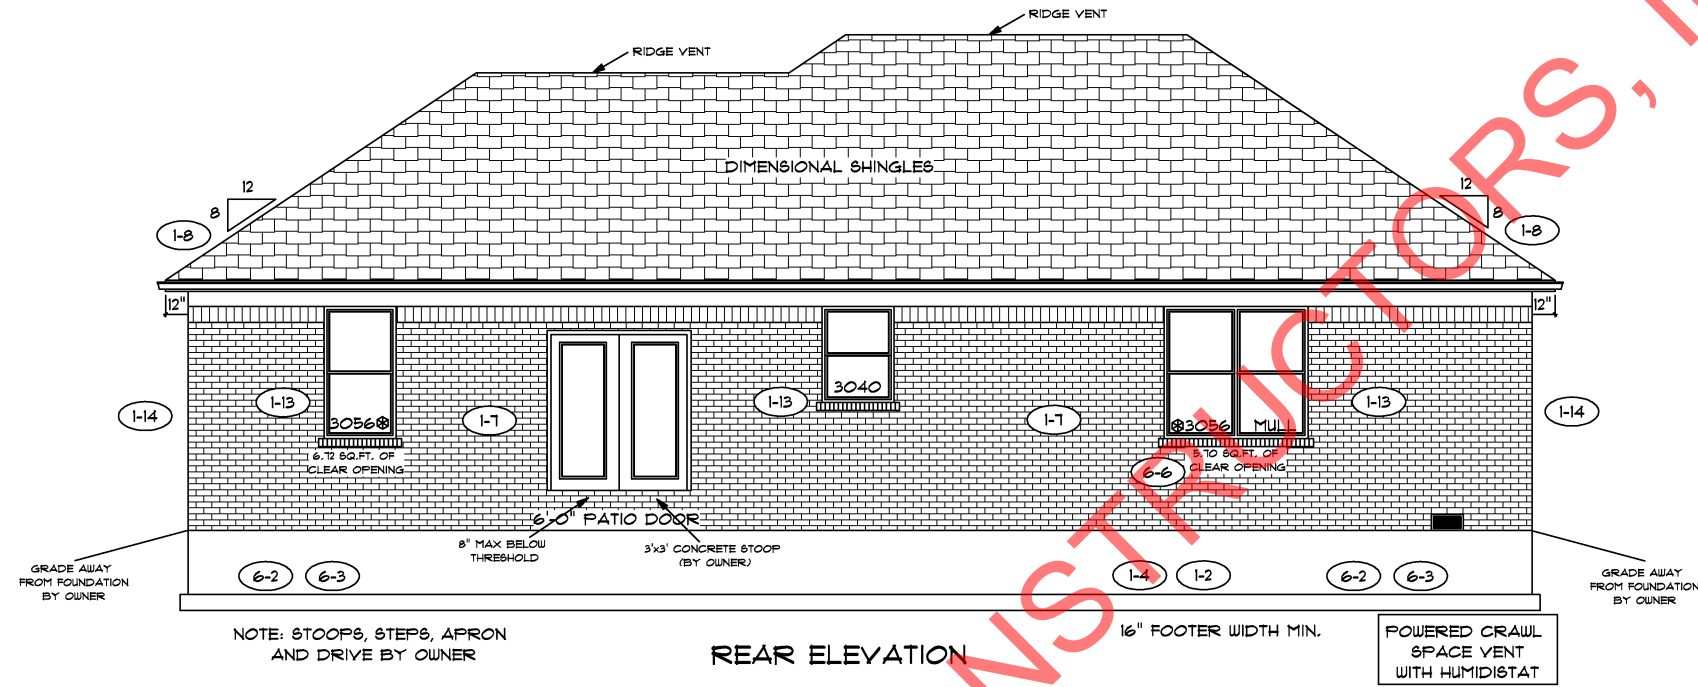 RIDGE VENT
RIDGE VENT
DIMENSIONAL SHINGLES
12
8
1-8
12
8
1-8
12"
12"
1-14
1-13
3056
6.72 SQ.FT. OF
CLEAR OPENING
1-7
1-13
3040
1-7
3056
MULL
5.70 SQ.FT. OF
CLEAR OPENING
6-6
1-13
1-14
6'-0" PATIO DOOR
8" MAX BELOW
THRESHOLD
3'x3' CONCRETE STOOP
(BY OWNER)
GRADE AWAY
FROM FOUNDATION
BY OWNER
6-2
6-3
1-4
1-2
6-2
6-3
GRADE AWAY
FROM FOUNDATION
BY OWNER
NOTE: STOOPS, STEPS, APRON
AND DRIVE BY OWNER
REAR ELEVATION
16" FOOTER WIDTH MIN.
POWERED CRAWL
SPACE VENT
WITH HUMIDISTAT
NSTRUCTORS,